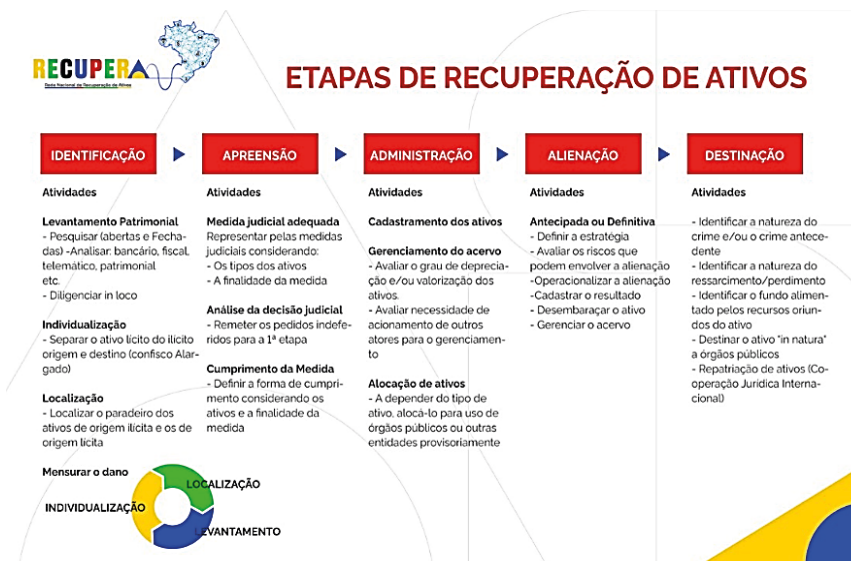 RECUPERA
Rede Nacional de Recuperação de Ativos
ETAPAS DE RECUPERAÇÃO DE ATIVOS
IDENTIFICAÇÃO
Atividades
Levantamento Patrimonial
- Pesquisar (abertas e Fecha-
das) -Analisar: bancário, fiscal,
telemático, patrimonial
etc.
- Diligenciar in loco
Individualização
- Separar o ativo lícito do ilícito
origem e destino (confisco Alar-
gado)
Localização
- Localizar o paradeiro dos
ativos de origem ilícita e os de
origem lícita
Mensurar o dano
LOCALIZAÇÃO
INDIVIDUALIZAÇÃO
LEVANTAMENTO
APREENSÃO
Atividades
Medida judicial adequada
Representar pelas medidas
judiciais considerando:
- Os tipos dos ativos
- A finalidade da medida
Análise da decisão judicial
- Remeter os pedidos indefe-
ridos para a 1ª etapa
Cumprimento da Medida
- Definir a forma de cumpri-
mento considerando os
ativos e a finalidade da
medida
ADMINISTRAÇÃO
Atividades
Cadastramento dos ativos
Gerenciamento do acervo
- Avaliar o grau de deprecia-
ção e/ou valorização dos
ativos.
- Avaliar necessidade de
acionamento de outros
atores para o gerenciamen-
to
Alocação de ativos
- A depender do tipo de
ativo, alocá-lo para uso de
órgãos públicos ou outras
entidades provisoriamente
ALIENAÇÃO
Atividades
Antecipada ou Definitiva
- Definir a estratégia
- Avaliar os riscos que
podem envolver a alienação
-Operacionalizar a alienação
-Cadastrar o resultado
- Desembaraçar o ativo
- Gerenciar o acervo
DESTINAÇÃO
Atividades
- Identificar a natureza do
crime e/ou o crime antece-
dente
- Identificar a natureza do
ressarcimento/perdimento
- Identificar o fundo alimen-
tado pelos recursos oriun-
dos do ativo
- Destinar o ativo "in natura"
a órgãos públicos
- Repatriação de ativos (Co-
operação Jurídica Interna-
cional)